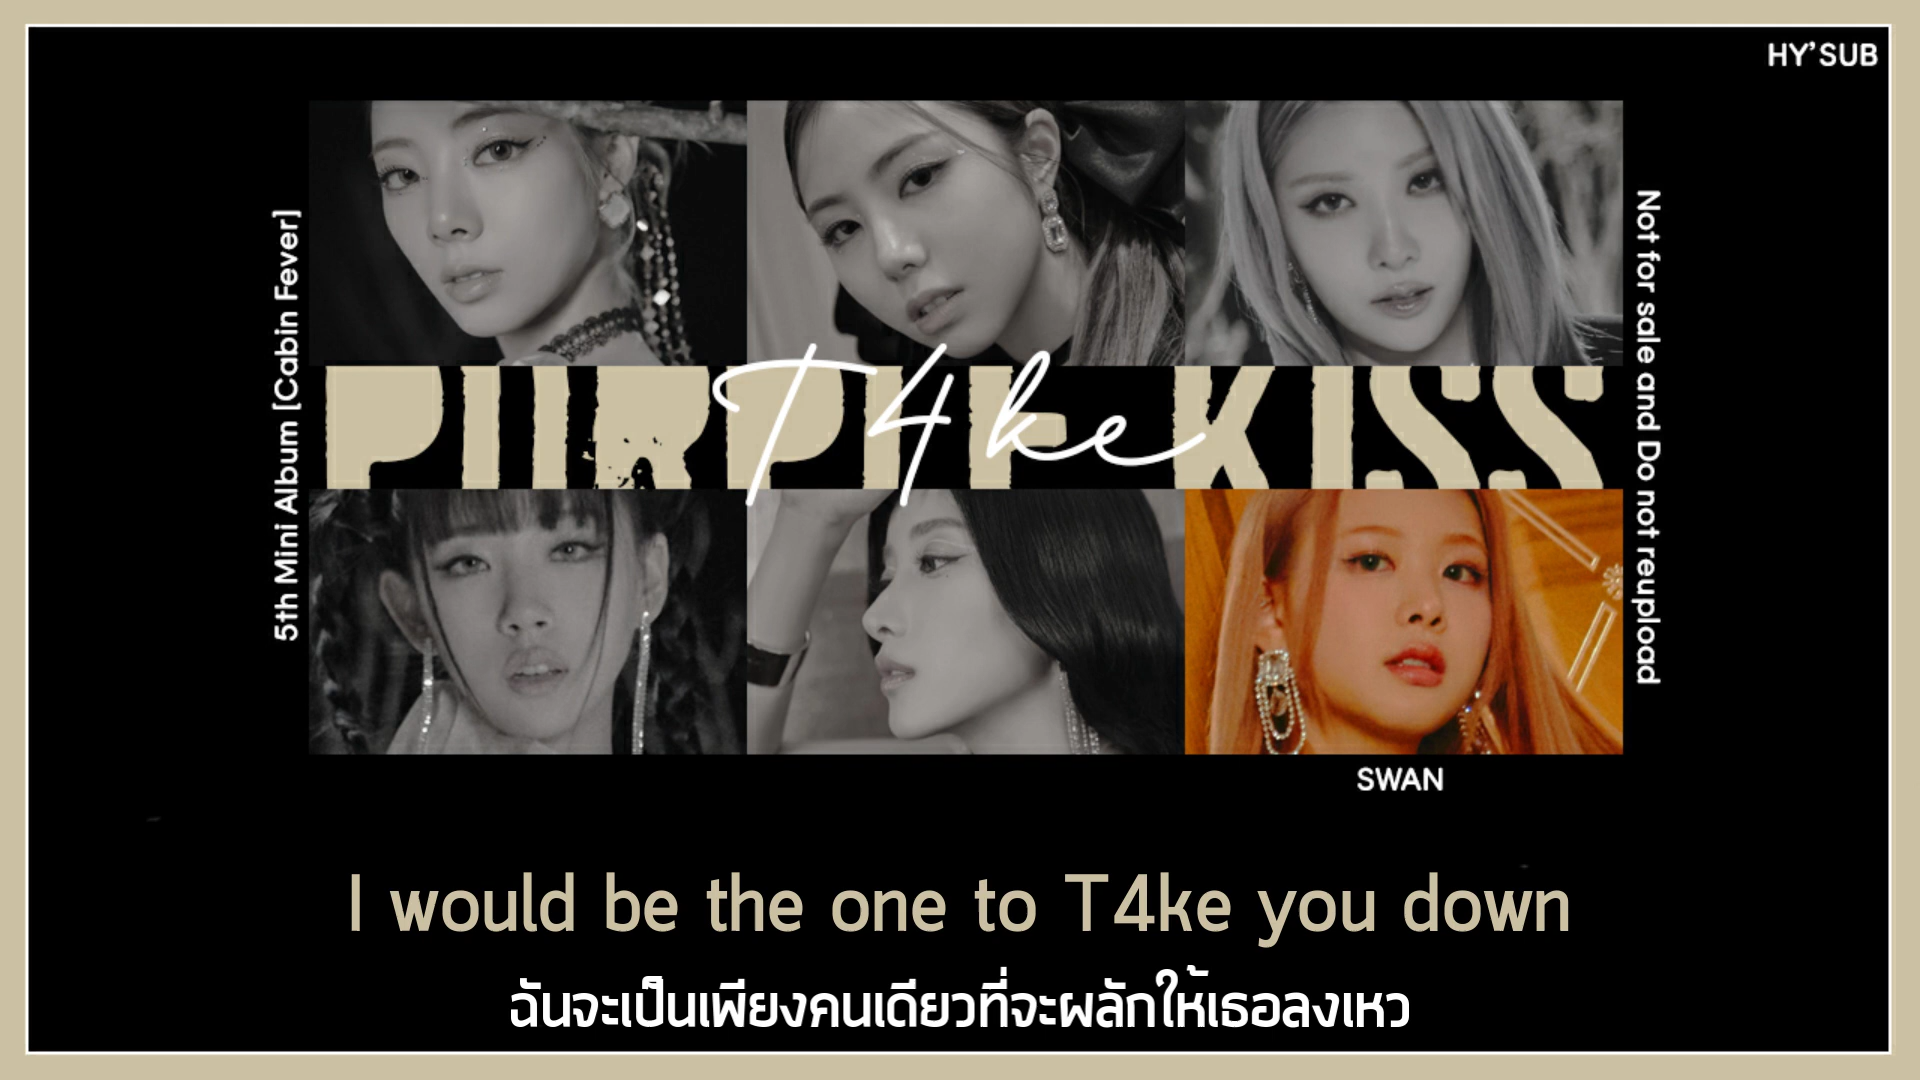 HY'SUB
5th Mini Album [Cabin Fever]
PURPLE KISS
T4ke
Not for sale and Do not reupload
SWAN
I would be the one to T4ke you down
ฉันจะเป็นเพียงคนเดียวที่จะผลักให้เธอลงเหว